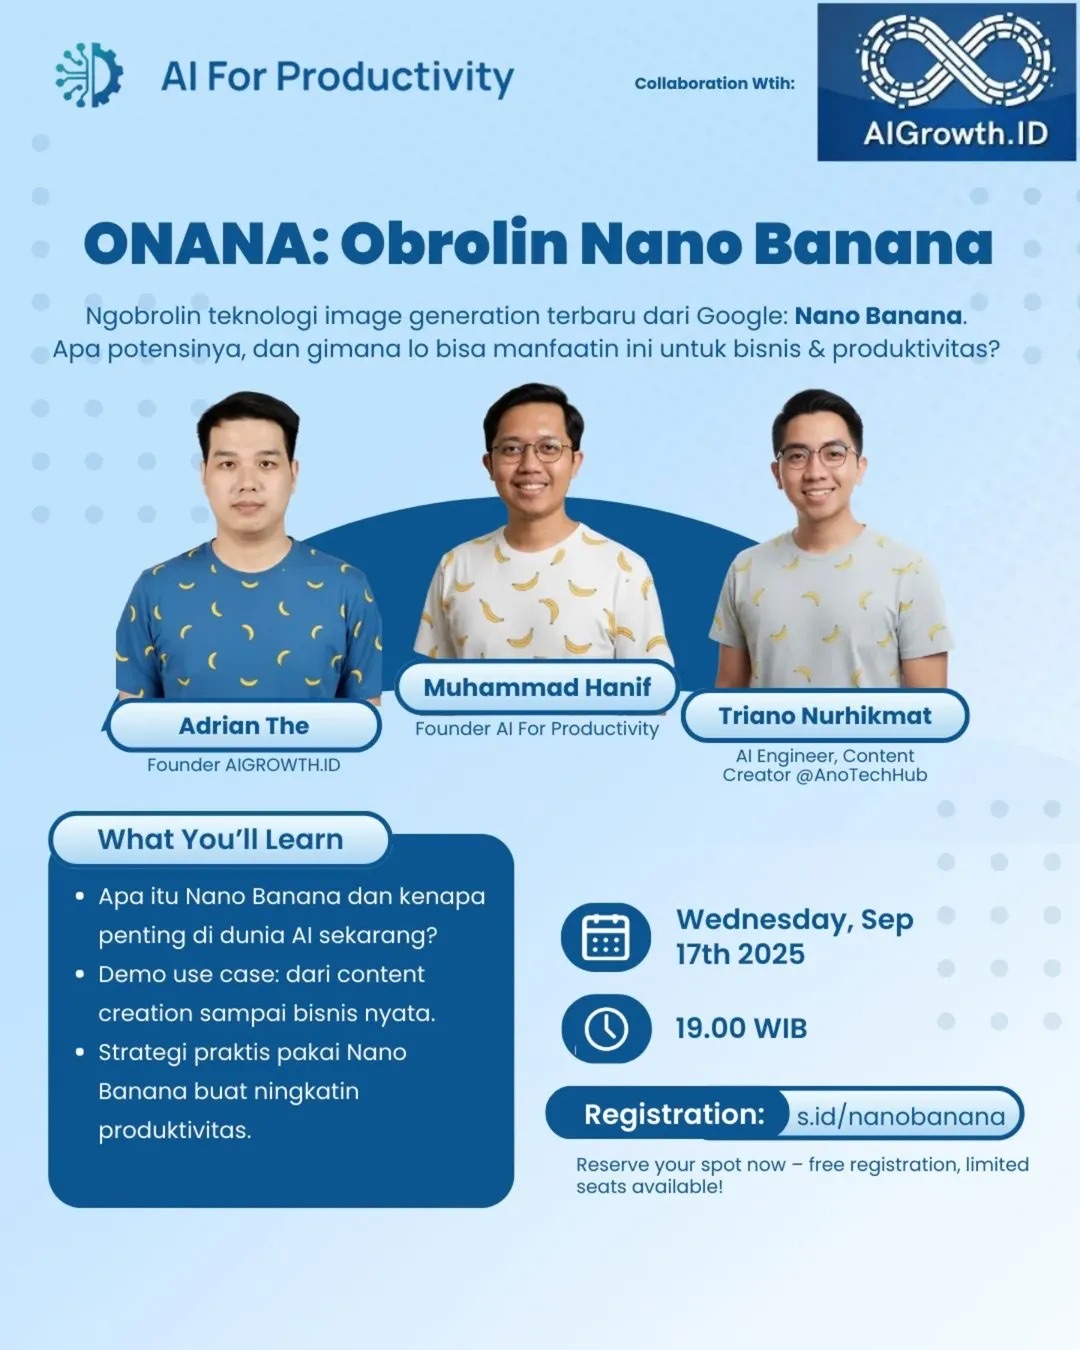 AI For Productivity
Collaboration Wtih:
AIGrowth.ID
ONANA: Obrolin Nano Banana
Ngobrolin teknologi image generation terbaru dari Google: Nano Banana.
Apa potensinya, dan gimana lo bisa manfaatin ini untuk bisnis & produktivitas?
Adrian The
Founder AIGROWTH.ID
Muhammad Hanif
Founder AI For Productivity
Triano Nurhikmat
AI Engineer, Content
Creator @AnoTechHub
What You’ll Learn
• Apa itu Nano Banana dan kenapa
penting di dunia AI sekarang?
• Demo use case: dari content
creation sampai bisnis nyata.
• Strategi praktis pakai Nano
Banana buat ningkatin
produktivitas.
Wednesday, Sep
17th 2025
19.00 WIB
Registration: s.id/nanobanana
Reserve your spot now – free registration, limited
seats available!